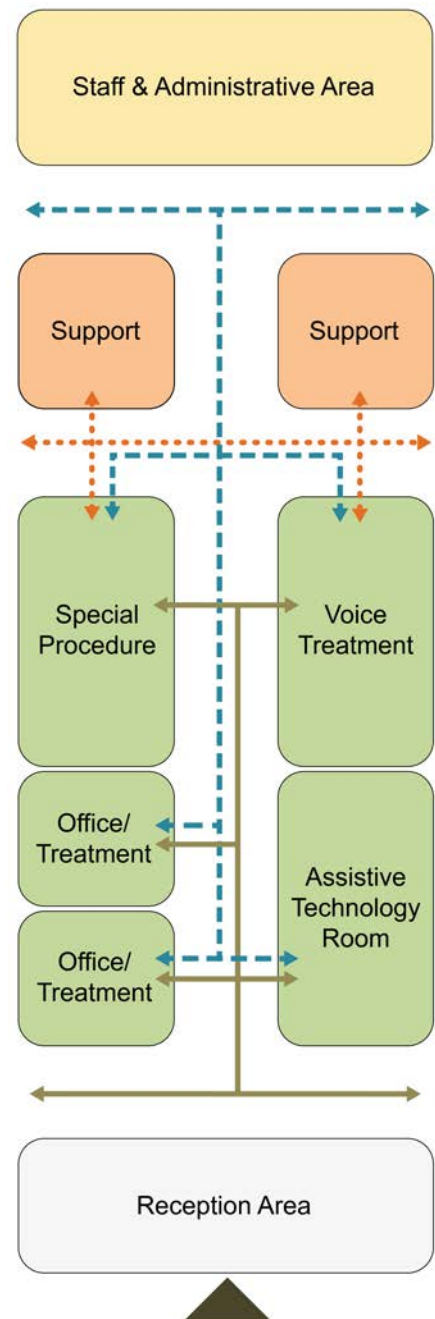 Staff & Administrative Area
Support
Support
Special
Procedure
Voice
Treatment
Office/
Treatment
Assistive
Technology
Room
Office/
Treatment
Reception Area